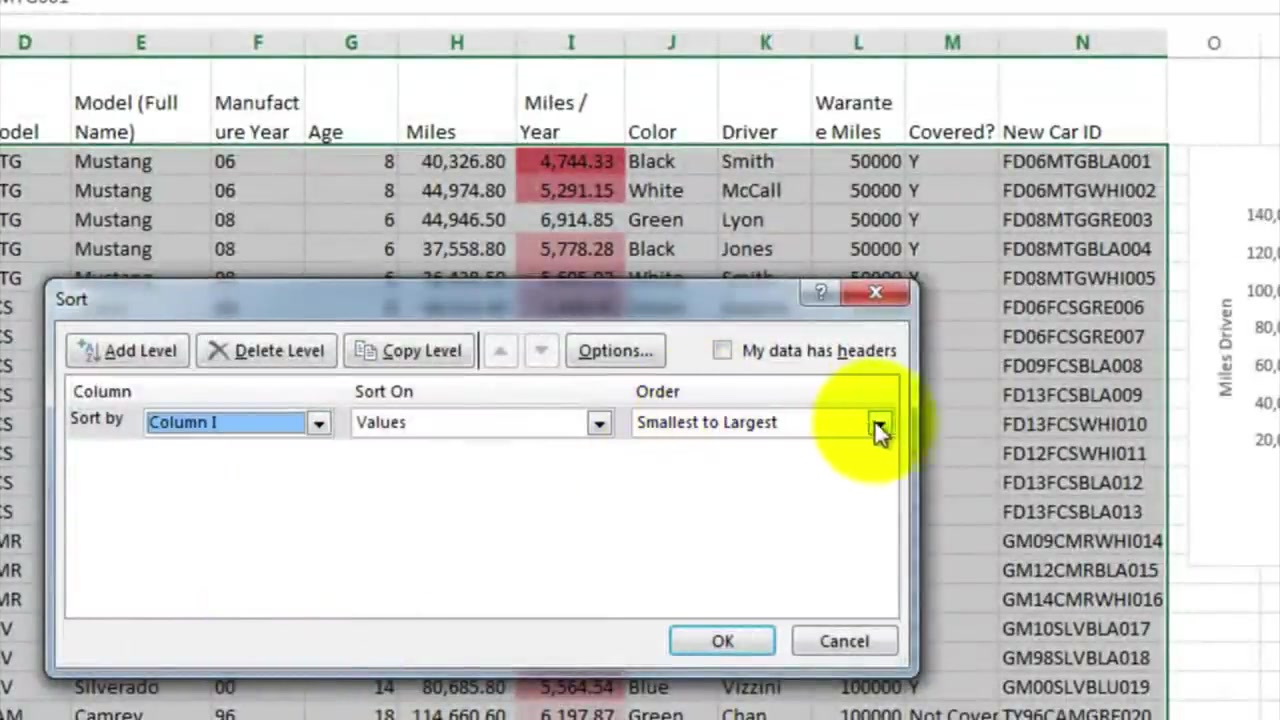 D E F G H I J K L M N O
Model (Full Manufact Miles / Warante
odel Name) ure Year Age Miles Year Color Driver e Miles Covered? New Car ID
TG Mustang 06 8 40,326.80 4,744.33 Black Smith 50000 Y FD06MTGBLA001
TG Mustang 06 8 44,974.80 5,291.15 White McCall 50000 Y FD06MTGWHI002
TG Mustang 08 6 44,946.50 6,914.85 Green Lyon 50000 Y FD08MTGGRE003
TG Mustang 08 6 37,558.80 5,778.28 Black Jones 50000 Y FD08MTGBLA004
TG FD08MTGWHI005
CS FD06FCSGRE006
CS FD06FCSGRE007
CS FD09FCSBLA008
CS FD13FCSBLA009
CS FD13FCSWHI010
CS FD12FCSWHI011
CS FD13FCSBLA012
CS FD13FCSBLA013
MR GM09CMRWHI014
MR GM12CMRBLA015
MR GM14CMRWHI016
V GM10SLVBLA017
V GM98SLVBLA018
V Silverado 00 14 80,685.80 5,564.54 Blue Vizzini 100000 Y GM00SLVBLU019
AM Camrey 96 18 114,660.60 6,197.87 Green Chan 100000 Not Cover TY96CAMGRE020
Sort
?
Add Level Delete Level Copy Level Options... My data has headers
Column Sort On Order
Sort by Column I Values Smallest to Largest
OK Cancel
140,0
120,0
100,0
80,0
60,0
40,0
20,0
Miles Driven